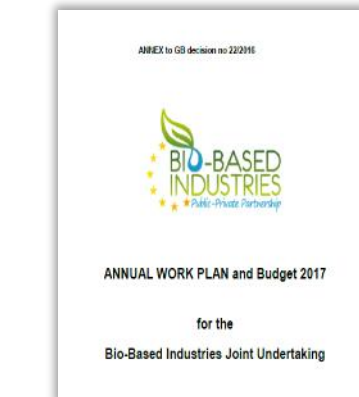 ANNEX to GB decision no 22/2016
BIO-BASED
INDUSTRIES
Public-Private Partnership
ANNUAL WORK PLAN and Budget 2017
for the
Bio-Based Industries Joint Undertaking